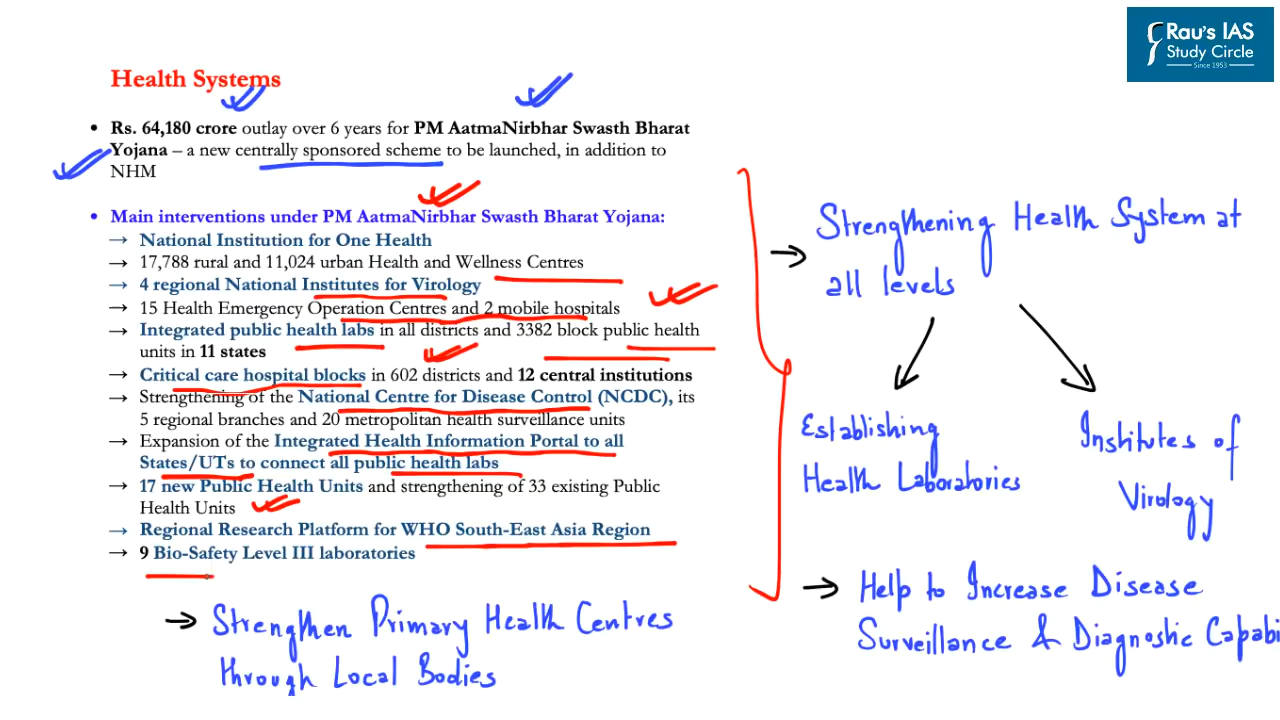 Rau's IAS
Study Circle
Since 1953
Health Systems
• Rs. 64,180 crore outlay over 6 years for PM AatmaNirbhar Swasth Bharat
Yojana – a new centrally sponsored scheme to be launched, in addition to
NHM
• Main interventions under PM AatmaNirbhar Swasth Bharat Yojana:
→ National Institution for One Health
→ 17,788 rural and 11,024 urban Health and Wellness Centres
→ 4 regional National Institutes for Virology
→ 15 Health Emergency Operation Centres and 2 mobile hospitals
→ Integrated public health labs in all districts and 3382 block public health
units in 11 states
→ Critical care hospital blocks in 602 districts and 12 central institutions
→ Strengthening of the National Centre for Disease Control (NCDC), its
5 regional branches and 20 metropolitan health surveillance units
→ Expansion of the Integrated Health Information Portal to all
States/UTs to connect all public health labs
→ 17 new Public Health Units and strengthening of 33 existing Public
Health Units
→ Regional Research Platform for WHO South-East Asia Region
→ 9 Bio-Safety Level III laboratories
→ Strengthen Primary Health Centres
through Local Bodies
→ Strengthening Health System at
all levels
Establishing
Health Laboratories
Institutes of
Virology
→ Help to Increase Disease
Surveillance & Diagnostic Capabi